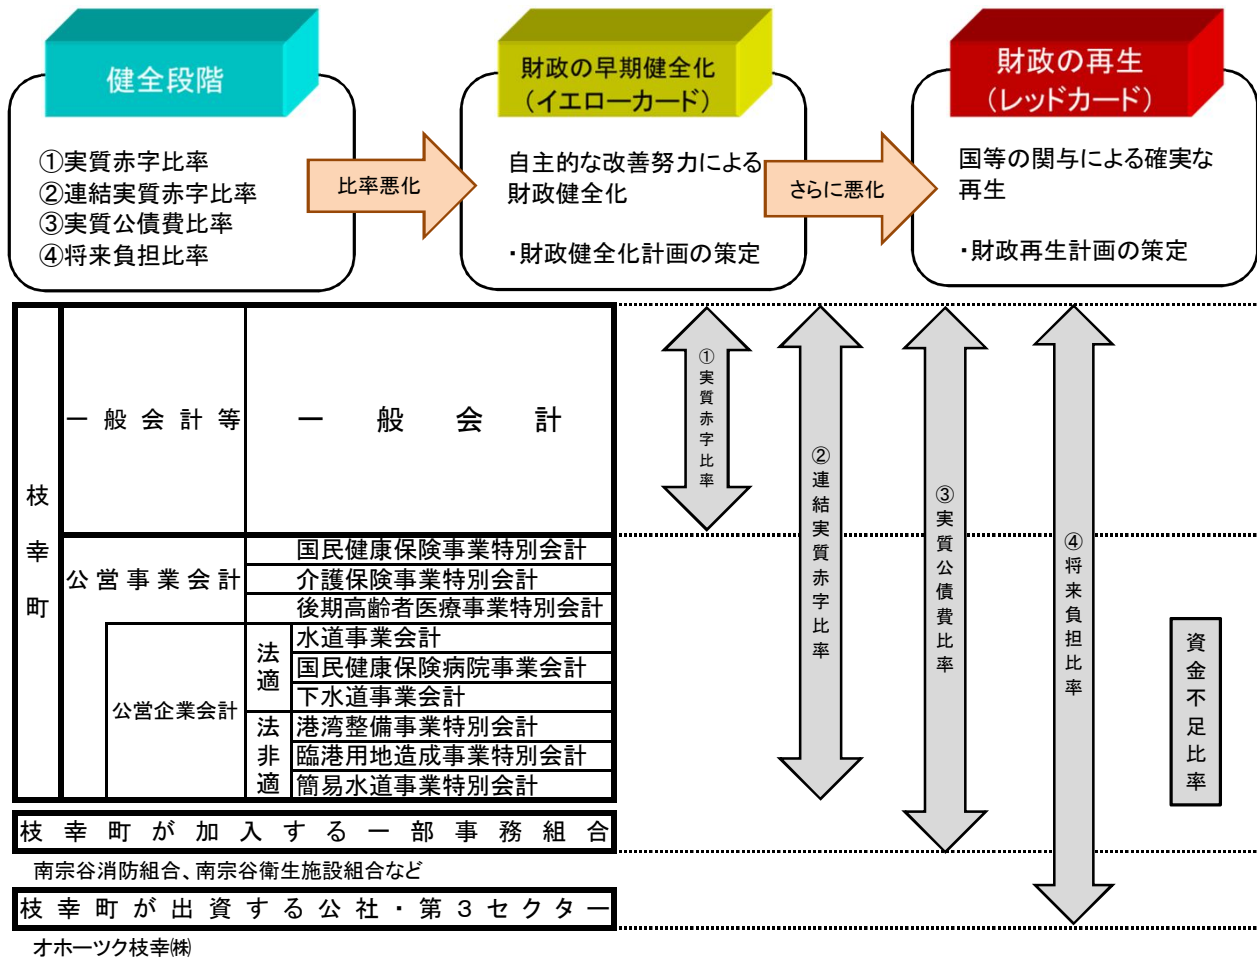 健全段階
①実質赤字比率
②連結実質赤字比率
③実質公債費比率
④将来負担比率
比率悪化
財政の早期健全化
(イエローカード)
自主的な改善努力による
財政健全化
・財政健全化計画の策定
さらに悪化
財政の再生
(レッドカード)
国等の関与による確実な
再生
・財政再生計画の策定
枝幸町
一般会計等
一般会計
公営事業会計
国民健康保険事業特別会計
介護保険事業特別会計
後期高齢者医療事業特別会計
公営企業会計
法適
水道事業会計
国民健康保険病院事業会計
下水道事業会計
法非適
港湾整備事業特別会計
臨港用地造成事業特別会計
簡易水道事業特別会計
枝幸町が加入する一部事務組合
南宗谷消防組合、南宗谷衛生施設組合など
枝幸町が出資する公社・第3セクター
オホーツク枝幸㈱
①実質赤字比率
②連結実質赤字比率
③実質公債費比率
④将来負担比率
資金不足比率